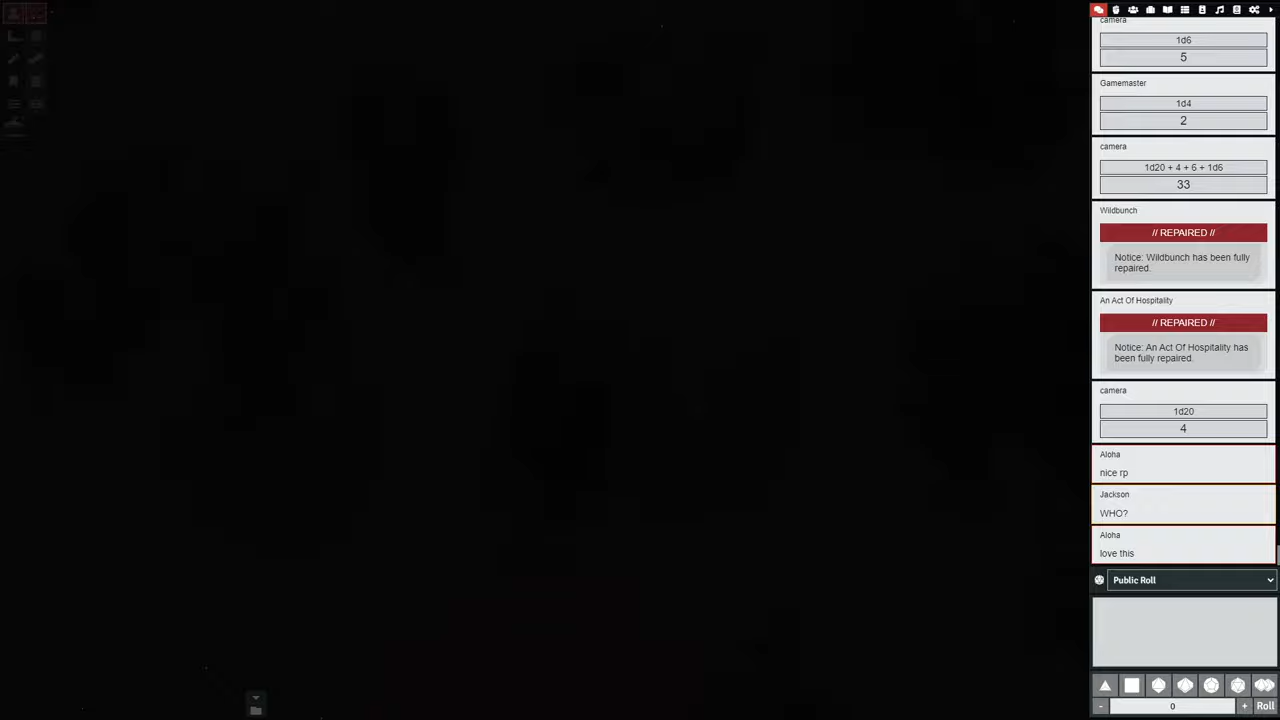 camera
1d6
5
Gamemaster
1d4
2
camera
1d20 + 4 + 6 + 1d6
33
Wildbunch
// REPAIRED //
Notice: Wildbunch has been fully
repaired.
An Act Of Hospitality
// REPAIRED //
Notice: An Act Of Hospitality has
been fully repaired.
camera
1d20
4
Aloha
nice rp
Jackson
WHO?
Aloha
love this
Public Roll
- 0 + Roll